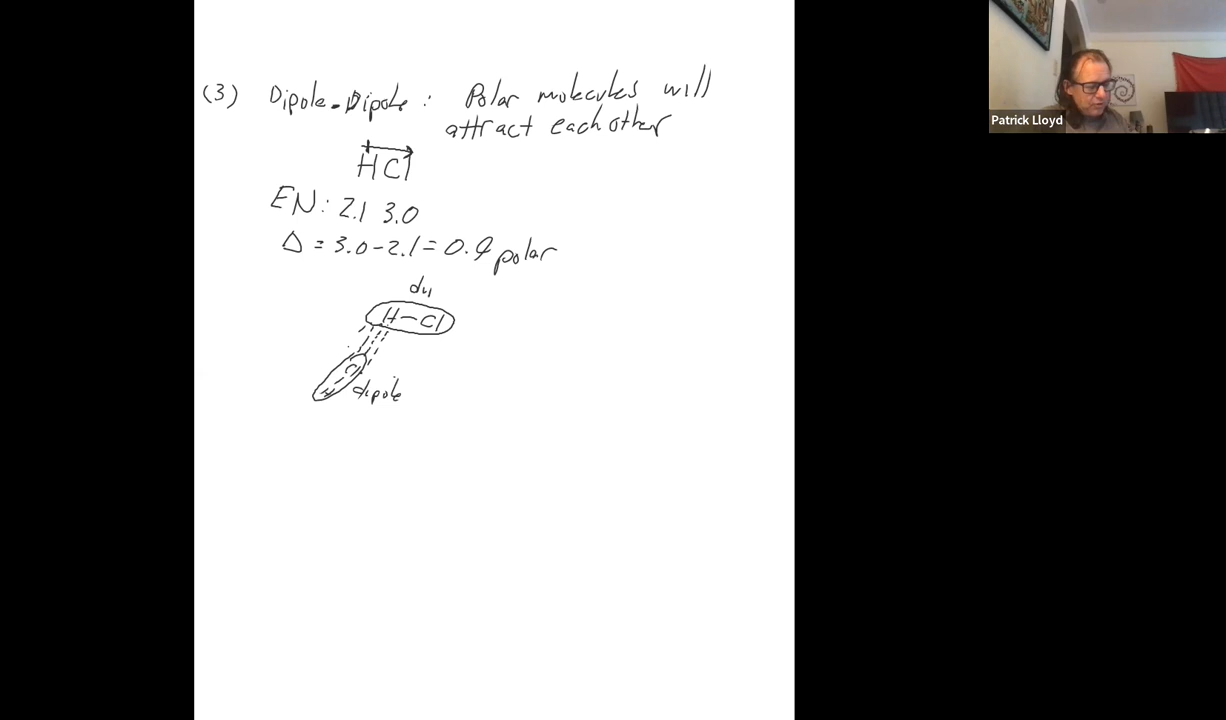 (3) Dipole-Dipole: Polar molecules will
attract each other
HCl
EN: 2.1 3.0
Δ = 3.0-2.1 = 0.9 polar
H-Cl
Cl
H
dipole
Patrick Lloyd